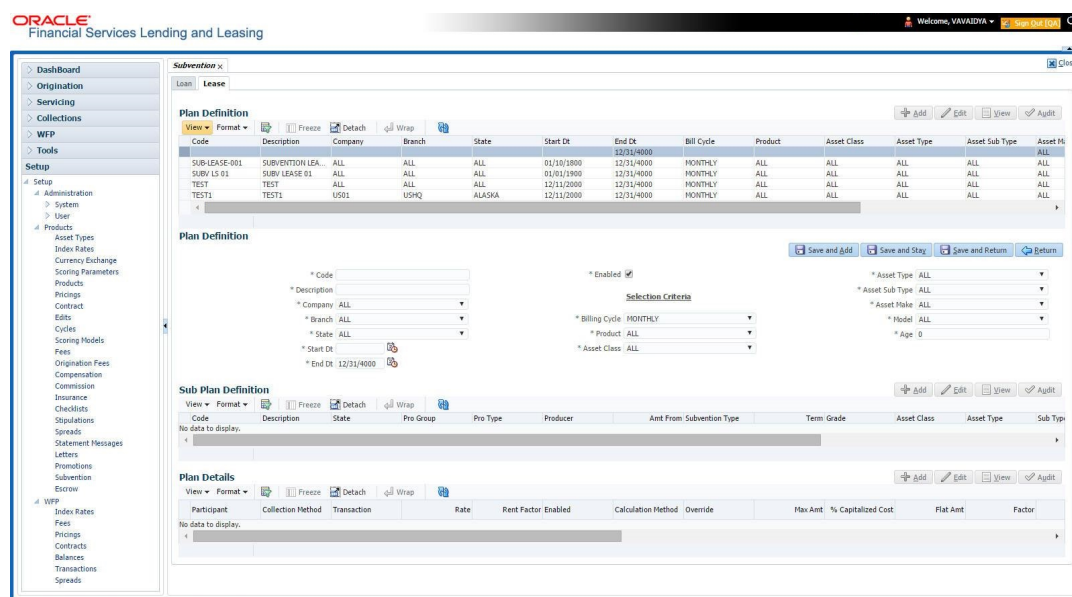 ORACLE
Financial Services Lending and Leasing
Welcome, VAVAIDYA
Sign Out [QA]
DashBoard
Origination
Servicing
Collections
WFP
Tools
Setup
Setup
Administration
System
User
Products
Asset Types
Index Rates
Currency Exchange
Scoring Parameters
Products
Pricings
Contract
Edits
Cycles
Scoring Models
Fees
Origination Fees
Compensation
Commission
Insurance
Checklists
Stipulations
Spreads
Statement Messages
Letters
Promotions
Subvention
Escrow
WFP
Index Rates
Fees
Pricings
Contracts
Balances
Transactions
Spreads
Subvention
Clos
Loan Lease
Plan Definition
Add Edit View Audit
View Format Freeze Detach Wrap
Code Description Company Branch State Start Dt End Dt Bill Cycle Product Asset Class Asset Type Asset Sub Type Asset Ma
12/31/4000 ALL
SUB-LEASE-001 SUBVENTION LEA... ALL ALL ALL 01/10/1800 12/31/4000 MONTHLY ALL ALL ALL ALL ALL
SUBV LS 01 SUBV LEASE 01 ALL ALL ALL 01/01/1900 12/31/4000 MONTHLY ALL ALL ALL ALL ALL
TEST TEST ALL ALL ALL 12/11/2000 12/31/4000 MONTHLY ALL ALL ALL ALL ALL
TEST1 TEST1 US01 USHQ ALASKA 12/11/2000 12/31/4000 MONTHLY ALL ALL ALL ALL ALL
Plan Definition
Save and Add Save and Stay Save and Return Return
* Code
* Description
* Company ALL
* Branch ALL
* State ALL
* Start Dt
* End Dt 12/31/4000
* Enabled
Selection Criteria
* Billing Cycle MONTHLY
* Product ALL
* Asset Class ALL
* Asset Type ALL
* Asset Sub Type ALL
* Asset Make ALL
* Model ALL
* Age 0
Sub Plan Definition
Add Edit View Audit
View Format Freeze Detach Wrap
Code Description State Pro Group Pro Type Producer Amt From Subvention Type Term Grade Asset Class Asset Type Sub Type
No data to display.
Plan Details
Add Edit View Audit
View Format Freeze Detach Wrap
Participant Collection Method Transaction Rate Rent Factor Enabled Calculation Method Override Max Amt % Capitalized Cost Flat Amt Factor
No data to display.